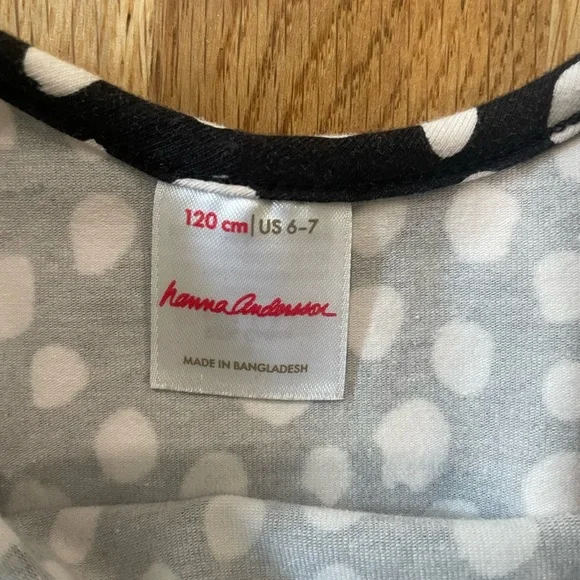 120 cm | US 6-7
hanna andersson
MADE IN BANGLADESH